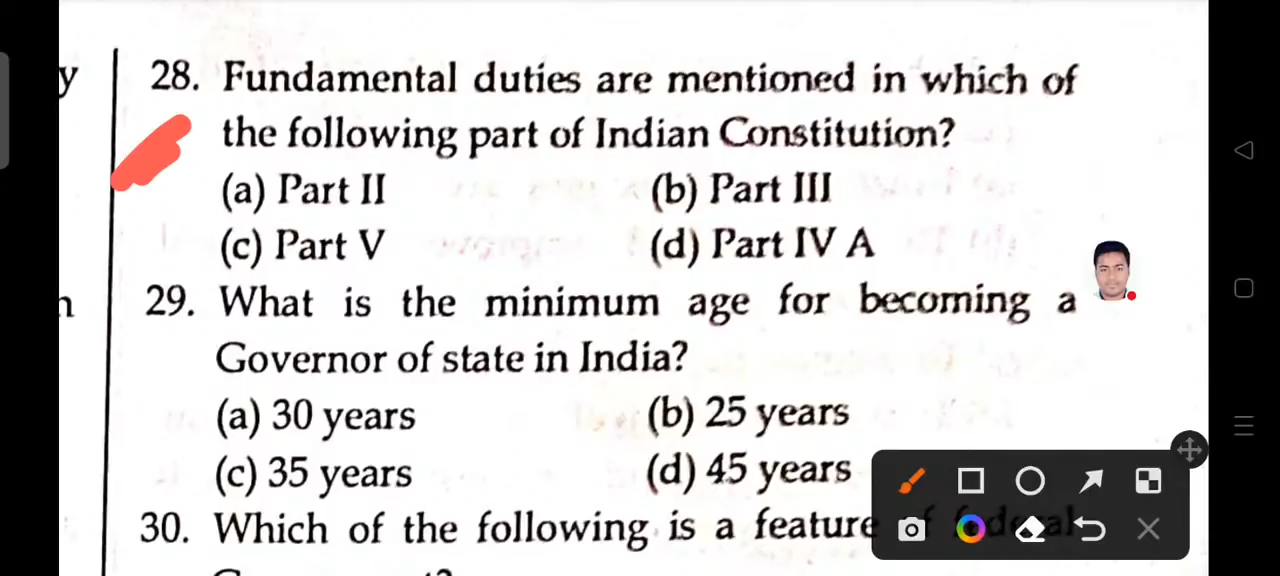 y
28. Fundamental duties are mentioned in which of
the following part of Indian Constitution?
(a) Part II (b) Part III
(c) Part V (d) Part IV A
n
29. What is the minimum age for becoming a
Governor of state in India?
(a) 30 years (b) 25 years
(c) 35 years (d) 45 years
30. Which of the following is a feature